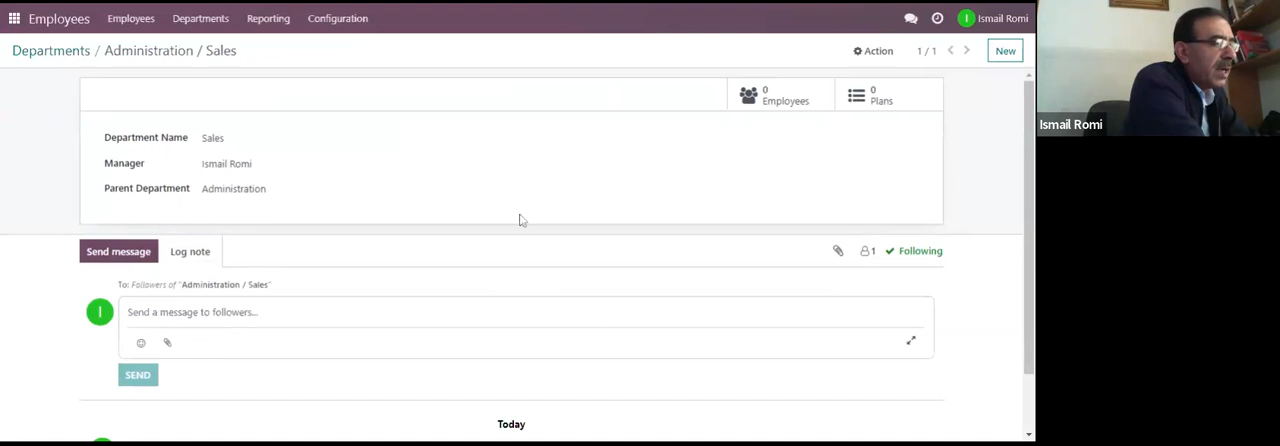 Employees Employees Departments Reporting Configuration I Ismail Romi
Departments / Administration / Sales Action 1 / 1 New
0 Employees 0 Plans
Department Name Sales
Manager Ismail Romi
Parent Department Administration
Send message Log note 1 Following
To: Followers of "Administration / Sales"
I Send a message to followers...
SEND
Today
Ismail Romi